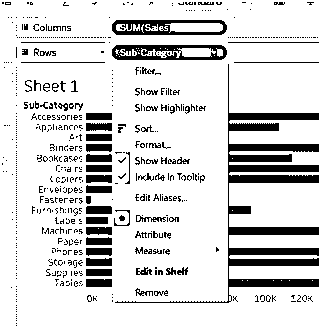 Columns
SUM(Sales)
Rows
Sub-Category
Sheet 1
Sub-Category
Accessories
Appliances
Art
Binders
Bookcases
Chairs
Copiers
Envelopes
Fasteners
Furnishings
Labels
Machines
Paper
Phones
Storage
Supplies
Tables
0K
0K
100K
120K
Filter...
Show Filter
Show Highlighter
Sort...
Format...
Show Header
Include in Tooltip
Edit Aliases...
Dimension
Attribute
Measure
Edit in Shelf
Remove